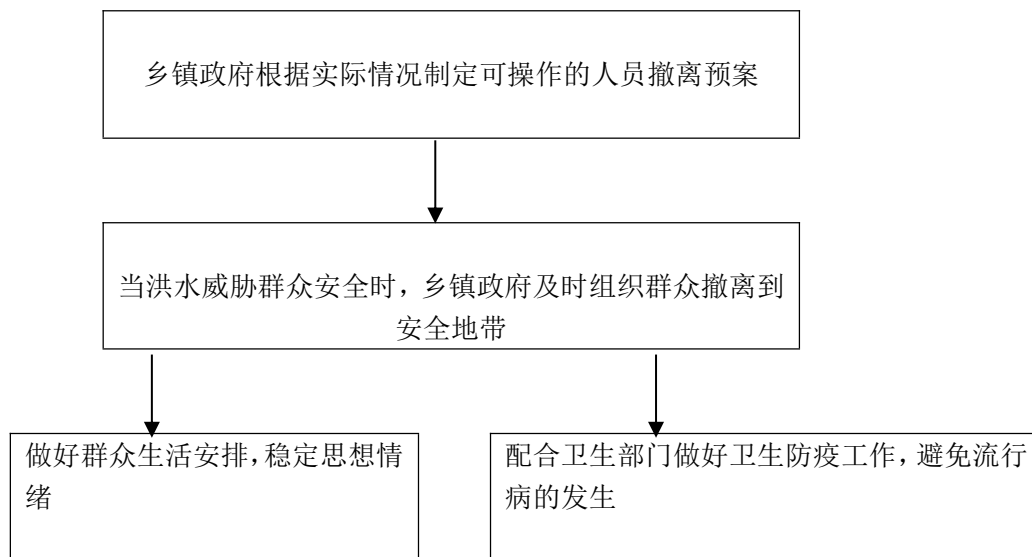 乡镇政府根据实际情况制定可操作的人员撤离预案
当洪水威胁群众安全时，乡镇政府及时组织群众撤离到
安全地带
做好群众生活安排，稳定思想情
绪
配合卫生部门做好卫生防疫工作，避免流行
病的发生